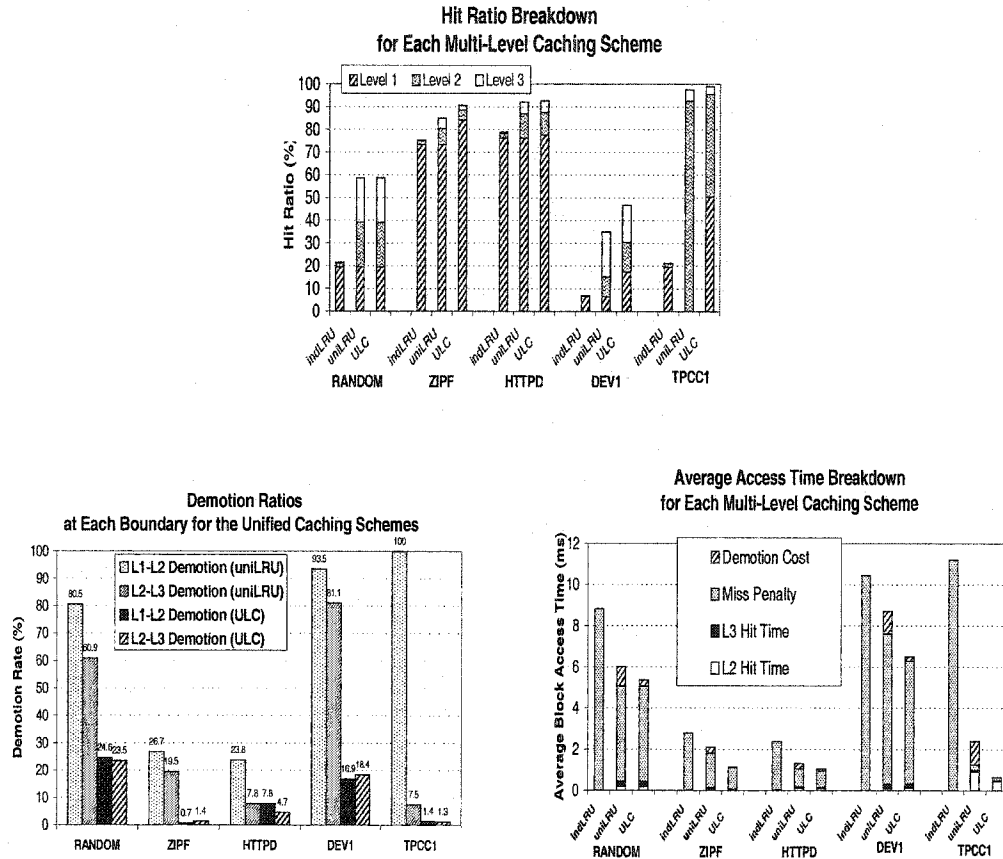 Hit Ratio Breakdown
for Each Multi-Level Caching Scheme
Level 1 Level 2 Level 3
Hit Ratio (%)
100
90
80
70
60
50
40
30
20
10
0
indLRU uniLRU ULC indLRU uniLRU ULC indLRU uniLRU ULC indLRU uniLRU ULC indLRU uniLRU ULC
RANDOM ZIPF HTTPD DEV1 TPCC1
Demotion Ratios
at Each Boundary for the Unified Caching Schemes
L1-L2 Demotion (uniLRU)
L2-L3 Demotion (uniLRU)
L1-L2 Demotion (ULC)
L2-L3 Demotion (ULC)
Demotion Rate (%)
100
90
80
70
60
50
40
30
20
10
0
80.5 60.9 24.6 23.5
26.7 19.5 0.7 1.4
23.8 7.8 7.8 4.7
93.5 81.1 16.9 18.4
100 7.5 1.4 1.3
RANDOM ZIPF HTTPD DEV1 TPCC1
Average Access Time Breakdown
for Each Multi-Level Caching Scheme
Demotion Cost
Miss Penalty
L3 Hit Time
L2 Hit Time
Average Block Access Time (ms)
12
10
8
6
4
2
0
indLRU uniLRU ULC indLRU uniLRU ULC indLRU uniLRU ULC indLRU uniLRU ULC indLRU uniLRU ULC
RANDOM ZIPF HTTPD DEV1 TPCC1